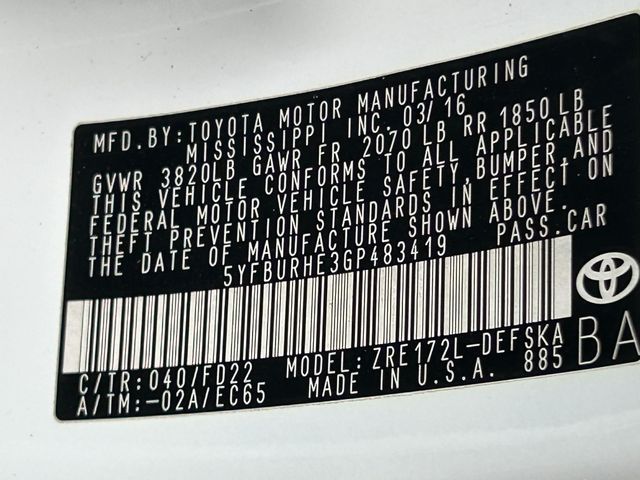 MFD. BY: TOYOTA MOTOR MANUFACTURING
MISSISSIPPI INC. 03/16
GVWR 3820LB GAWR FR 2070 LB RR 1850 LB
THIS VEHICLE CONFORMS TO ALL APPLICABLE
FEDERAL MOTOR VEHICLE SAFETY, BUMPER, AND
THEFT PREVENTION STANDARDS IN EFFECT ON
THE DATE OF MANUFACTURE SHOWN ABOVE.
5YFBURHE3GP483419 PASS. CAR
C/TR: 040/FD22 MODEL: ZRE172L-DEFSKA
A/TM: -02A/EC65 MADE IN U.S.A. 885
BA